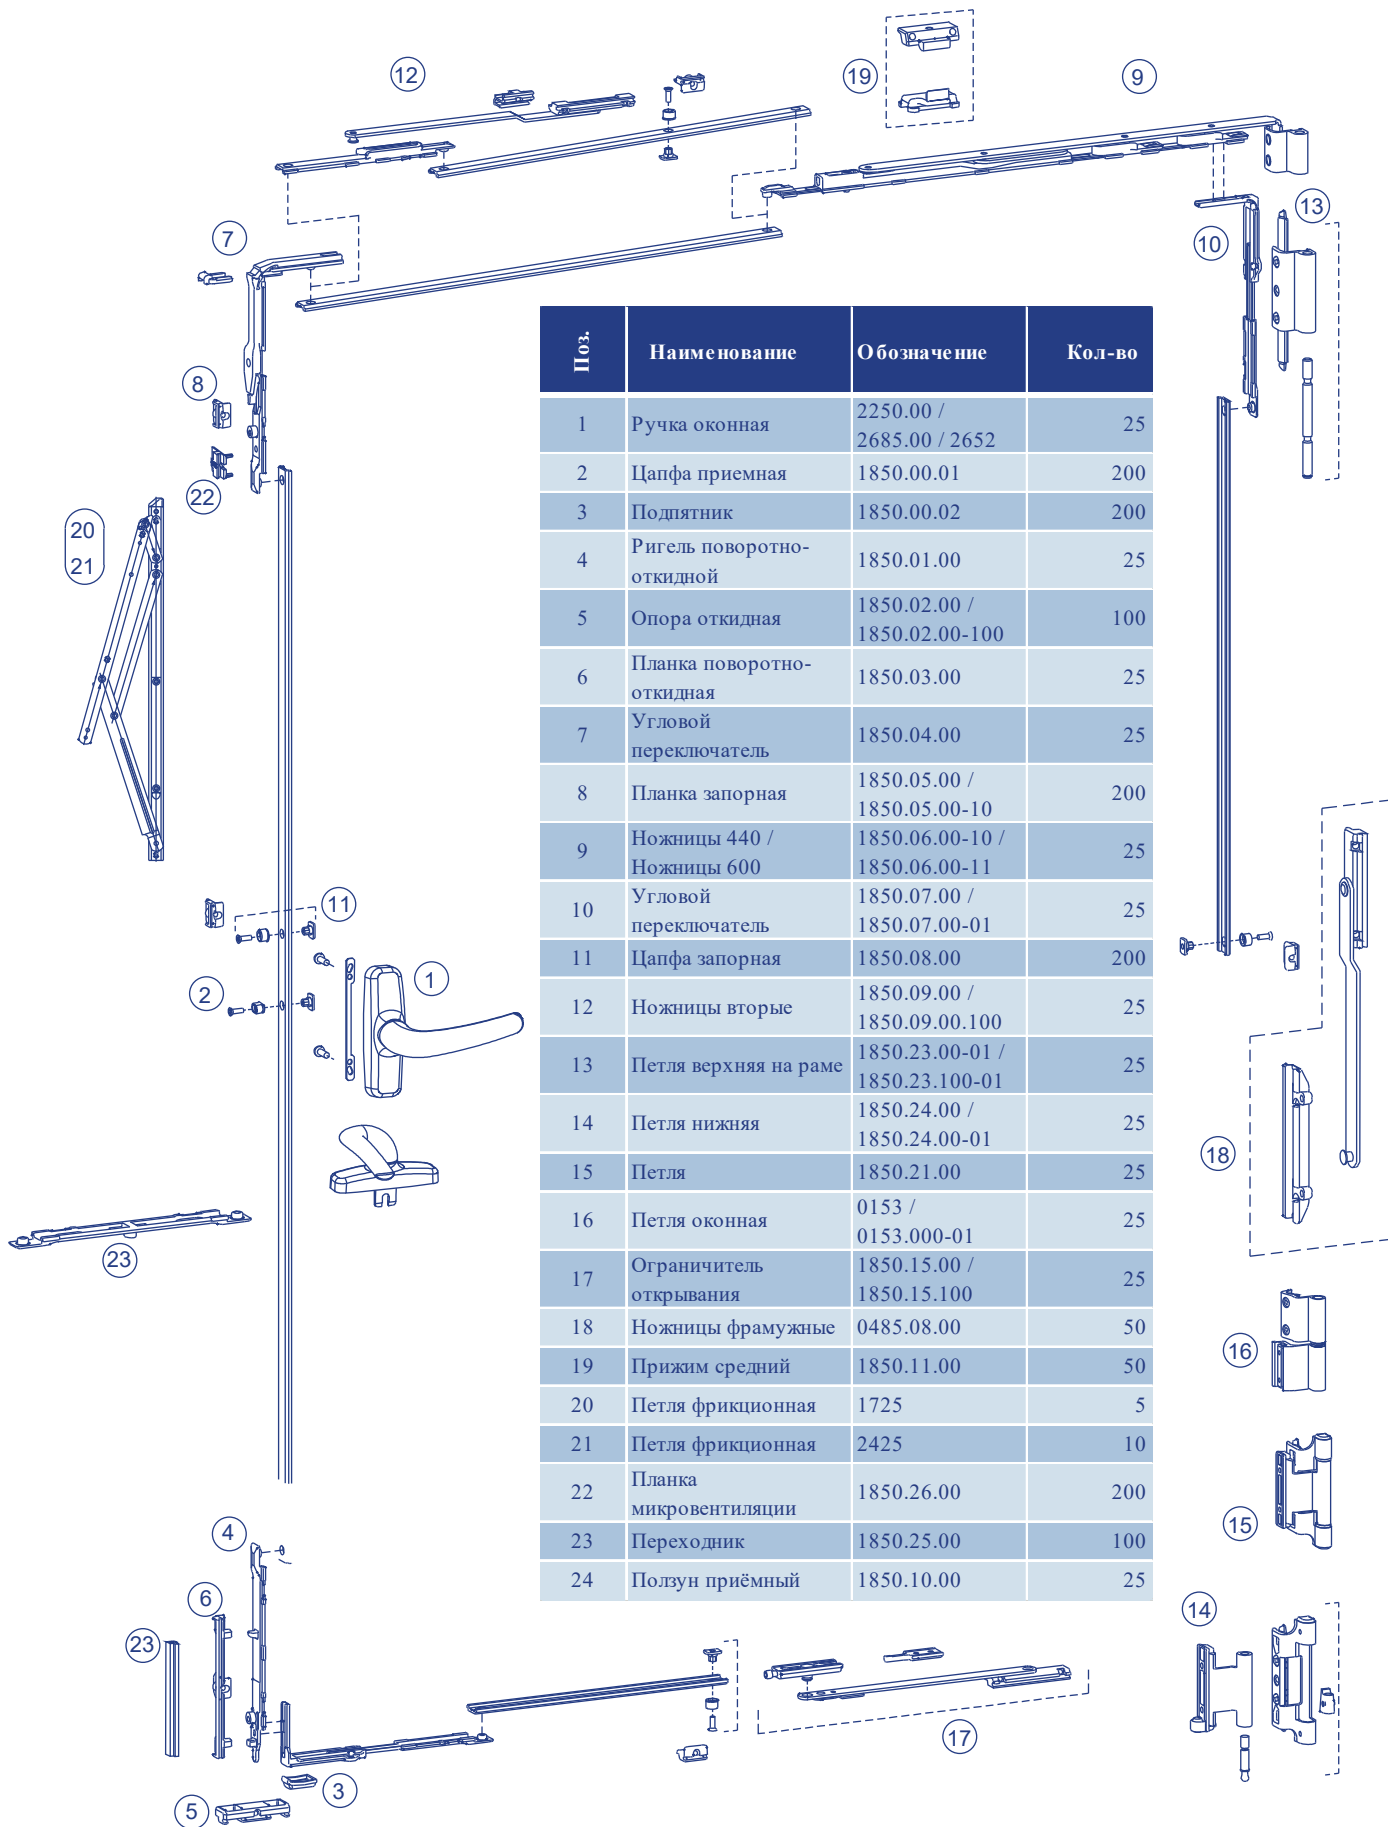 12
19
9
7
13
10
8
22
20
21
11
2
1
23
18
16
15
4
6
23
14
17
3
5
Поз. Наименование Обозначение Кол-во
1 Ручка оконная 2250.00 / 25
2685.00 / 2652
2 Цапфа приемная 1850.00.01 200
3 Подпятник 1850.00.02 200
4 Ригель поворотно- 1850.01.00 25
откидной
5 Опора откидная 1850.02.00 / 100
1850.02.00-100
6 Планка поворотно- 1850.03.00 25
откидная
7 Угловой 1850.04.00 25
переключатель
8 Планка запорная 1850.05.00 / 200
1850.05.00-10
9 Ножницы 440 / 1850.06.00-10 / 25
Ножницы 600 1850.06.00-11
10 Угловой 1850.07.00 / 25
переключатель 1850.07.00-01
11 Цапфа запорная 1850.08.00 200
12 Ножницы вторые 1850.09.00 / 25
1850.09.00.100
13 Петля верхняя на раме 1850.23.00-01 / 25
1850.23.100-01
14 Петля нижняя 1850.24.00 / 25
1850.24.00-01
15 Петля 1850.21.00 25
16 Петля оконная 0153 / 25
0153.000-01
17 Ограничитель 1850.15.00 / 25
открывания 1850.15.100
18 Ножницы фрамужные 0485.08.00 50
19 Прижим средний 1850.11.00 50
20 Петля фрикционная 1725 5
21 Петля фрикционная 2425 10
22 Планка 1850.26.00 200
микровентиляции
23 Переходник 1850.25.00 100
24 Ползун приёмный 1850.10.00 25